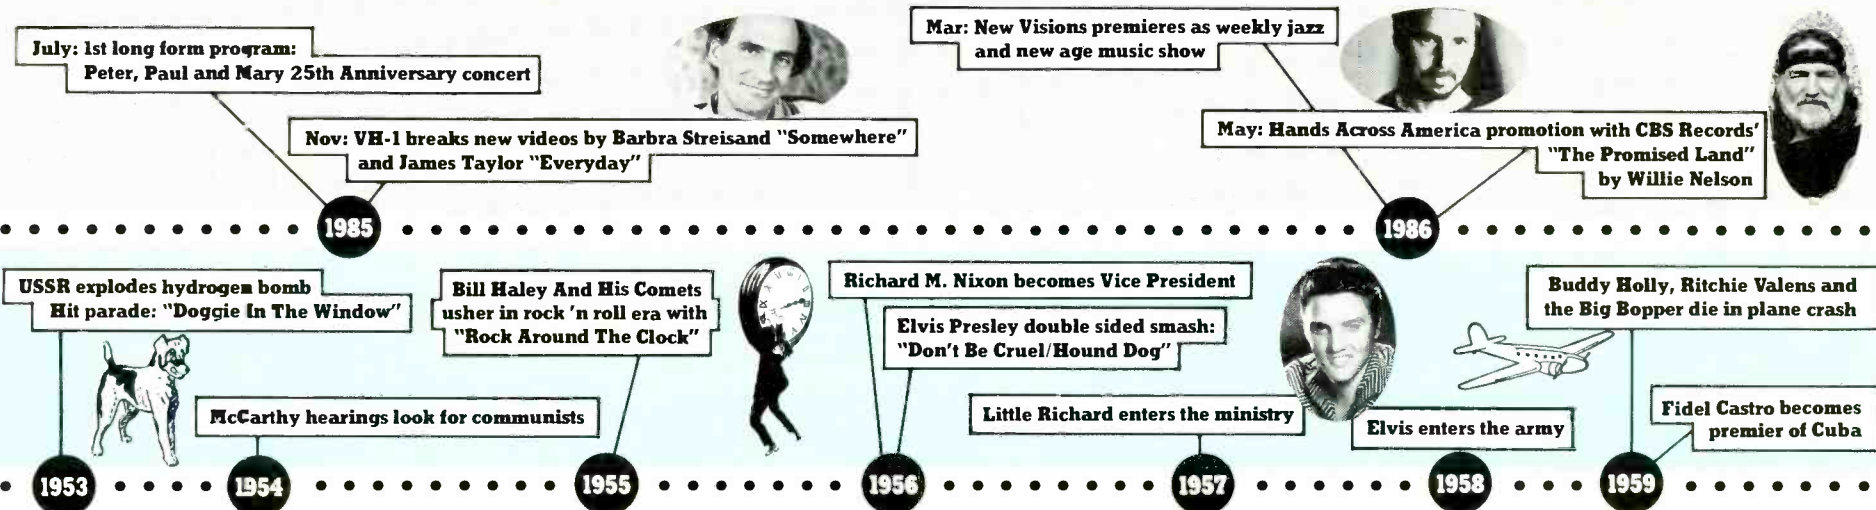 July: 1st long form program:
Peter, Paul and Mary 25th Anniversary concert
Nov: VH-1 breaks new videos by Barbra Streisand "Somewhere"
and James Taylor "Everyday"
1985
Mar: New Visions premieres as weekly jazz
and new age music show
May: Hands Across America promotion with CBS Records'
"The Promised Land"
by Willie Nelson
1986
USSR explodes hydrogen bomb
Hit parade: "Doggie In The Window"
1953
McCarthy hearings look for communists
1954
Bill Haley And His Comets
usher in rock 'n roll era with
"Rock Around The Clock"
1955
Richard M. Nixon becomes Vice President
Elvis Presley double sided smash:
"Don't Be Cruel/Hound Dog"
1956
Little Richard enters the ministry
1957
Elvis enters the army
1958
Buddy Holly, Ritchie Valens and
the Big Bopper die in plane crash
Fidel Castro becomes
premier of Cuba
1959